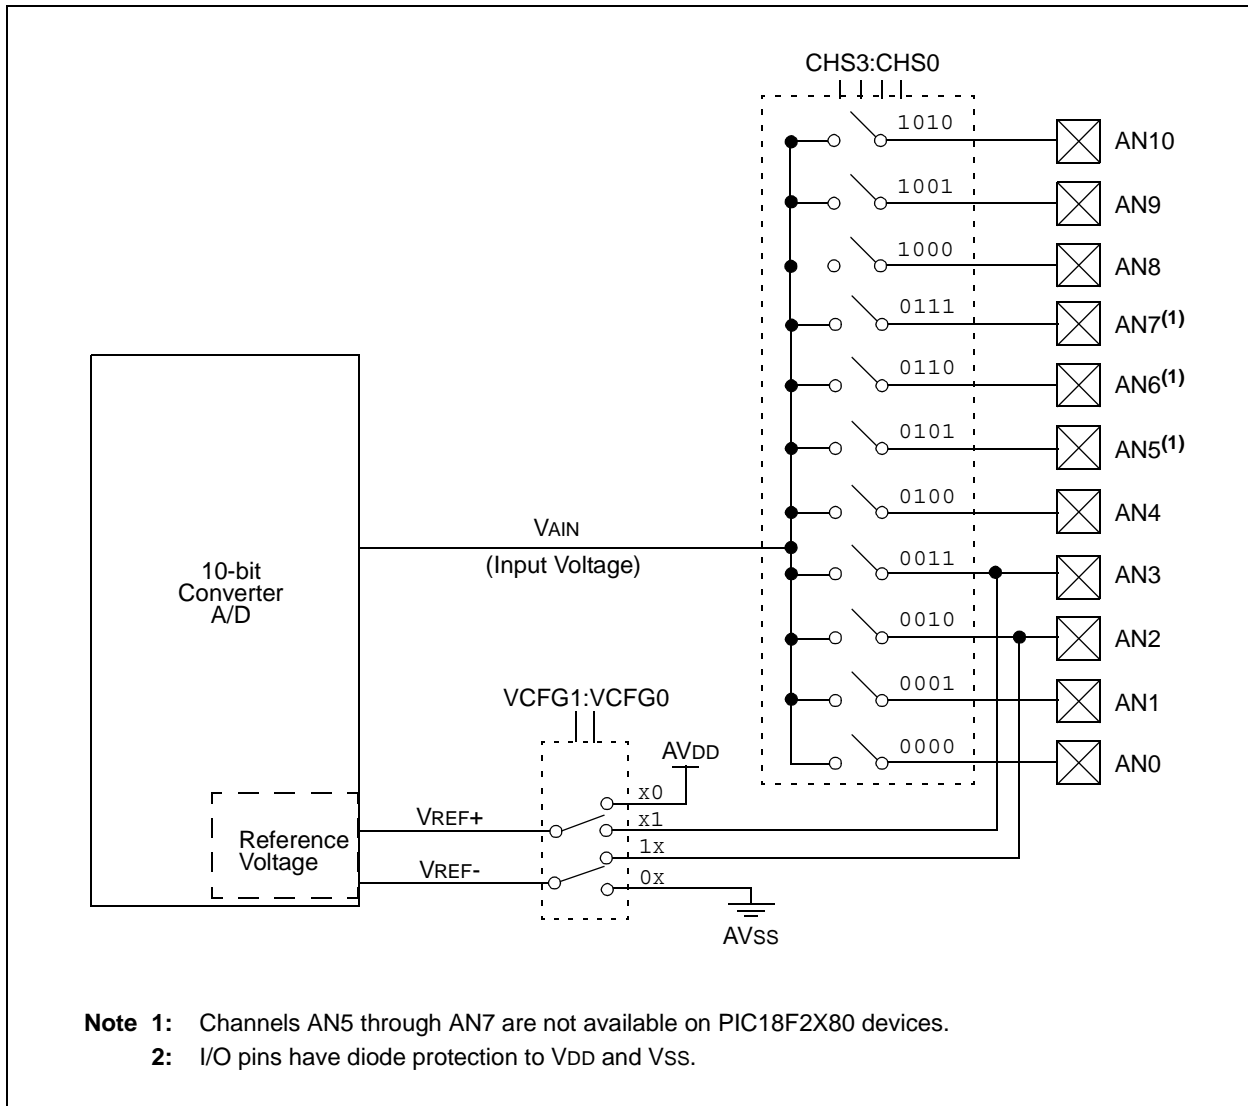 CHS3:CHS0
1010
AN10
1001
AN9
1000
AN8
0111
AN7(1)
0110
AN6(1)
0101
AN5(1)
0100
AN4
VAIN
(Input Voltage)
0011
AN3
10-bit
Converter
A/D
0010
AN2
0001
AN1
VCFG1:VCFG0
0000
AN0
AVDD
x0
VREF+
x1
Reference
Voltage
1x
VREF-
0x
AVSS
Note 1: Channels AN5 through AN7 are not available on PIC18F2X80 devices.
2: I/O pins have diode protection to VDD and VSS.